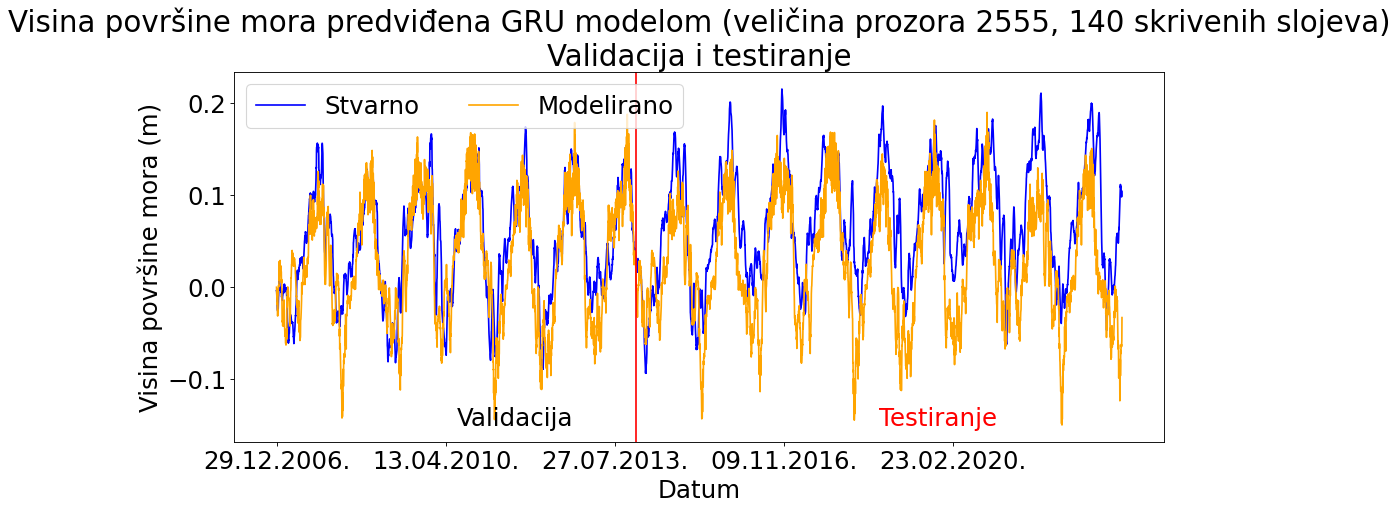 Visina površine mora predviđena GRU modelom (veličina prozora 2555, 140 skrivenih slojeva)
Validacija i testiranje
Stvarno
Modelirano
Visina površine mora (m)
0.2
0.1
0.0
−0.1
Validacija
Testiranje
29.12.2006.
13.04.2010.
27.07.2013.
09.11.2016.
23.02.2020.
Datum